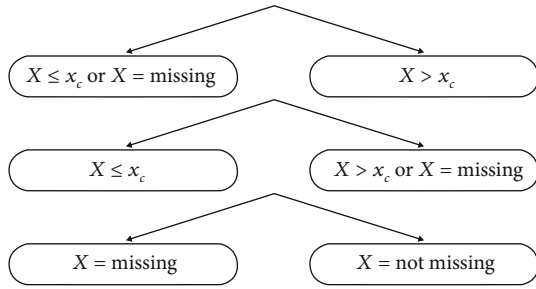 X ≤ x_c or X = missing
X > x_c
X ≤ x_c
X > x_c or X = missing
X = missing
X = not missing